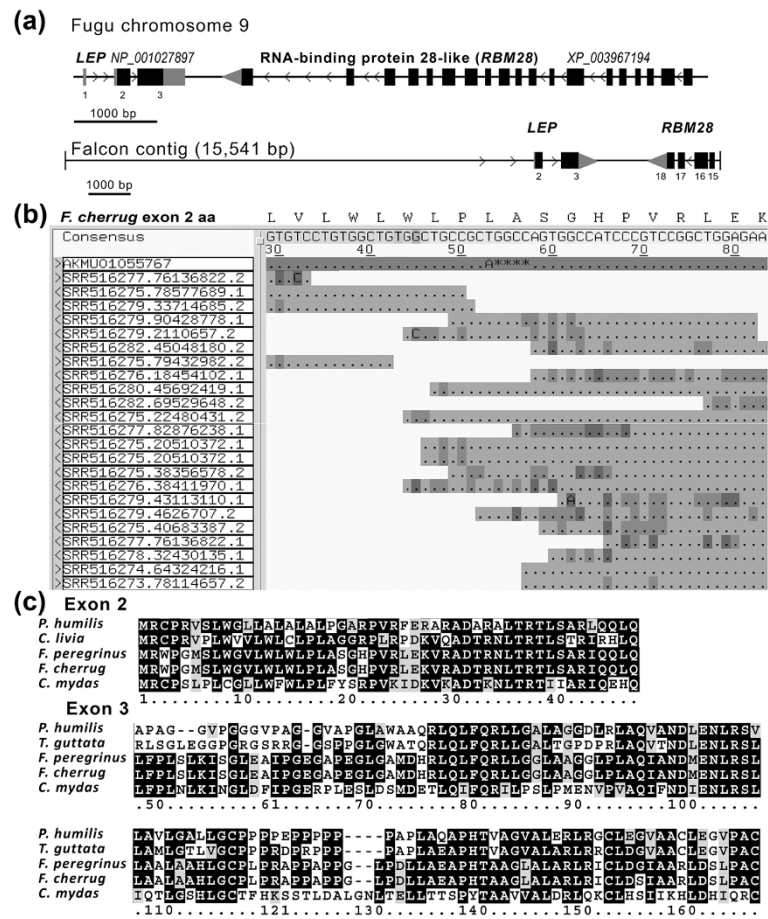 (a)
Fugu chromosome 9
LEP NP_001027897 RNA-binding protein 28-like (RBM28) XP_003967194
1 2 3
1000 bp
LEP RBM28
Falcon contig (15,541 bp)
2 3 18 17 16 15
1000 bp
(b)
F. cherrug exon 2 aa L V L W L W L P L A S G H P V R L E K
Consensus GTGTCCTGTGGCTGTGGCTGCCGCTGGCCAGTGGCCATCCCGTCCGGCTGGAGAA
30 40 50 60 70 80
AKMU01055767 A****
SRR516277.76136822.2 C
SRR516275.78577689.1
SRR516279.33714685.2
SRR516279.90428778.1
SRR516279.2110657.2 C
SRR516282.45048180.2
SRR516275.79432982.2
SRR516276.18454102.1
SRR516280.45692419.1
SRR516282.69529648.2
SRR516275.22480431.2
SRR516277.82876238.1
SRR516275.20510372.1
SRR516275.20510372.1
SRR516275.38356578.2
SRR516276.38411970.1
SRR516279.43113110.1 A
SRR516279.4626707.2
SRR516275.40683387.2
SRR516277.76136822.1
SRR516278.32430135.1
SRR516274.64324216.1
SRR516273.78114657.2
(c)
Exon 2
P. humilis MRCPRVSLWGLLALALALPGARPVRFERARADARALTRTLSARLQQLQ
C. livia MRCPRVPLWVVLWLCLPLAGGRPLRPDKVQADTRNLTRTLSTRIRHLQ
F. peregrinus MRWPGMSLWGVLWLWLPLASGHPVRLEKVRADTRNLTRTLSARIQQLQ
F. cherrug MRWPGMSLWGVLWLWLPLASGHPVRLEKVRADTRNLTRTLSARIQQLQ
C. mydas MRCPSLPLCGLLWFWLPLFYSRPVKIDKVKADTKNLTRTIIARIQEHQ
1........10........20........30........40........
Exon 3
P. humilis APAG--GVPGGGVPAG-GVAPGLAWAAQRLQLFQRLLGALAGGDLRLAQVANDLENLRSV
T. guttata RLSGLEGGPGRGSRRG-GSPPGLGWATQRLQLFQRLLGALTGPDPRLAQVTNDLENLRSL
F. peregrinus LFPLSLKISGLEAIPGEGAPEGLGAMDHRLQLFQRLLGGLAAGGLPLAQIANDMENLRSL
F. cherrug LFPLSLKISGLEAIPGEGAPEGLGAMDHRLQLFQRLLGGLAAGGLPLAQIANDMENLRSL
C. mydas LFPLNLKINGLDFIPGERPLESLDSMDETLQIFQRILPSLPMENVPVAQIFNDIENLRSL
.50........61........70........80........90........100.......
P. humilis LAVLGALLGCPPPPEPPPPP----PAPLAQAPHTVAGVALERLRGCLEGVAACLEGVPAC
T. guttata LAMLGTLVGCPPPRDPRPPP----PAPLAEAPHTVAGVALARLRLCLDGVAARLDSLPAC
F. peregrinus LAALAAHLGCPLPRAPPAPPG-LPDLLAEAPHTAAGLALARLRICLDGIAARLDSLPAC
F. cherrug LAALAAHLGCPLPRAPPAPPG-LPDLLAEAPHTAAGLALARLRLCLDSIAARLDSLPAC
C. mydas IQTLGSHLGCTFHKSSTLDALGNLTELLTTSPYTAAVVALDRLQKCLHSIIKHLDHIQRC
.110........121........130........140........150........160.......